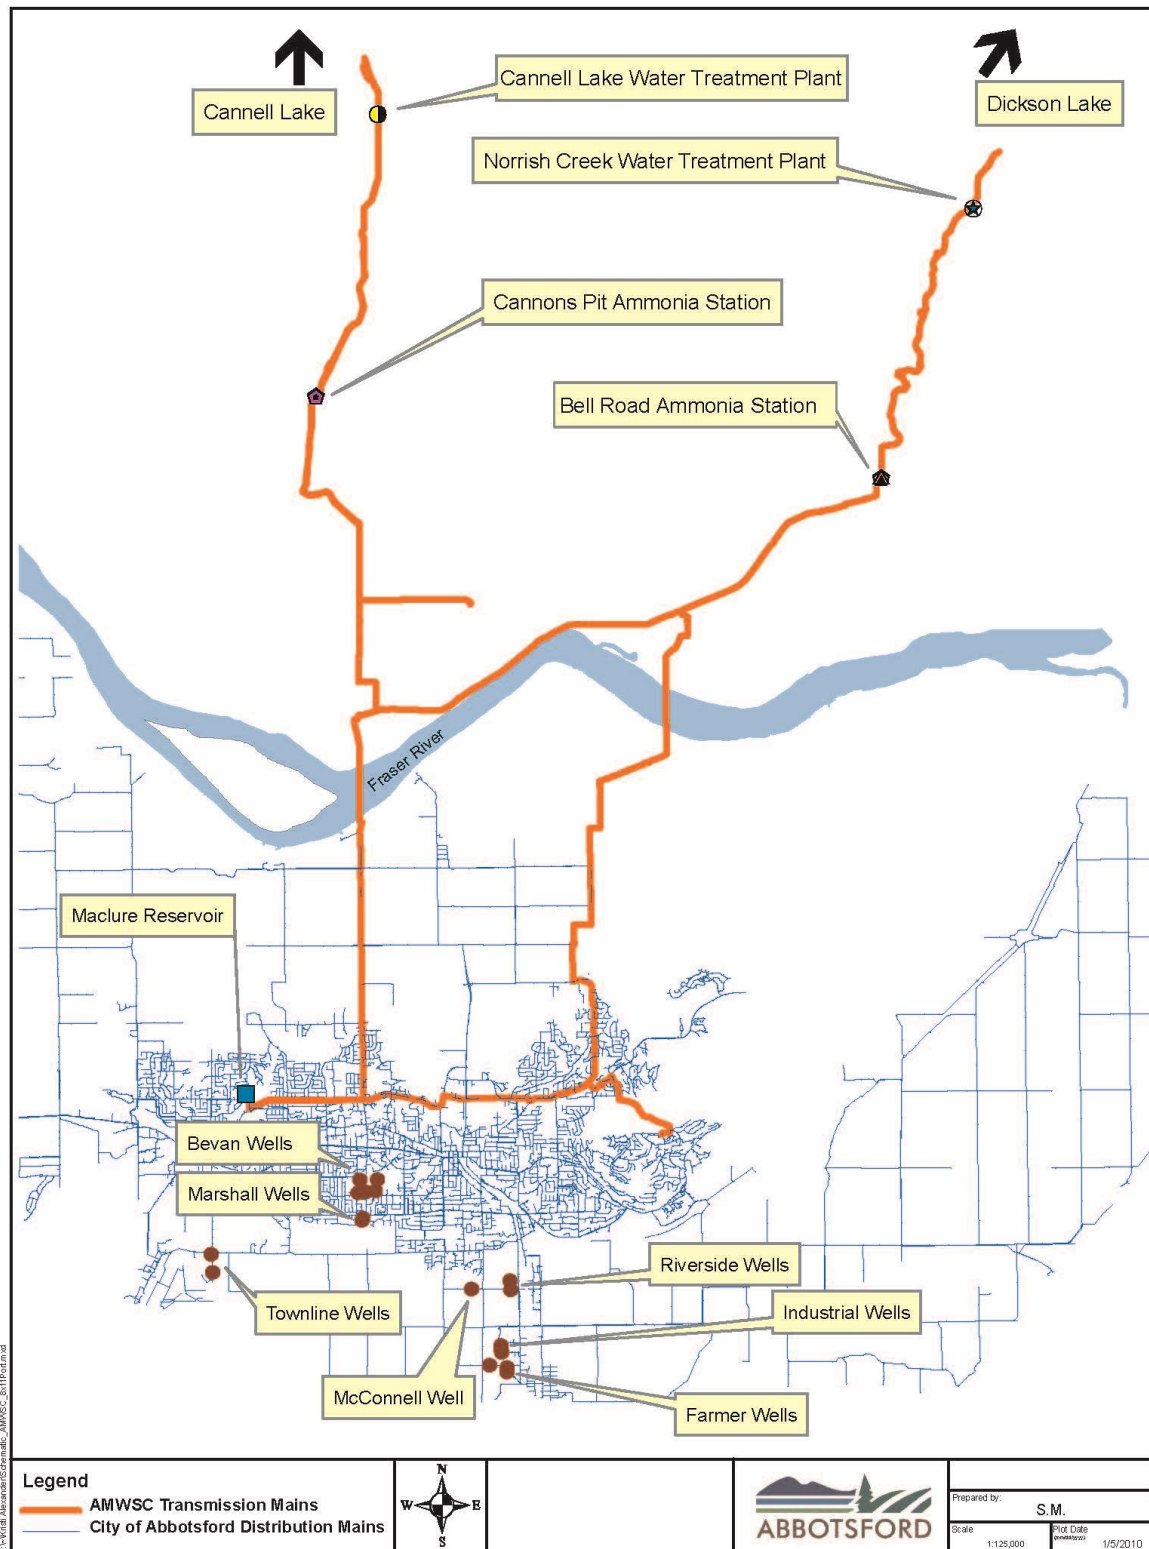 Cannell Lake
Cannell Lake Water Treatment Plant
Dickson Lake
Norrish Creek Water Treatment Plant
Cannons Pit Ammonia Station
Bell Road Ammonia Station
Fraser River
Maclure Reservoir
Bevan Wells
Marshall Wells
Riverside Wells
Townline Wells
Industrial Wells
McConnell Well
Farmer Wells
Legend
AMWSC Transmission Mains
City of Abbotsford Distribution Mains
N
W E
S
ABBOTSFORD
Prepared by:
S.M.
Scale
1:125,000
Plot Date
1/5/2010